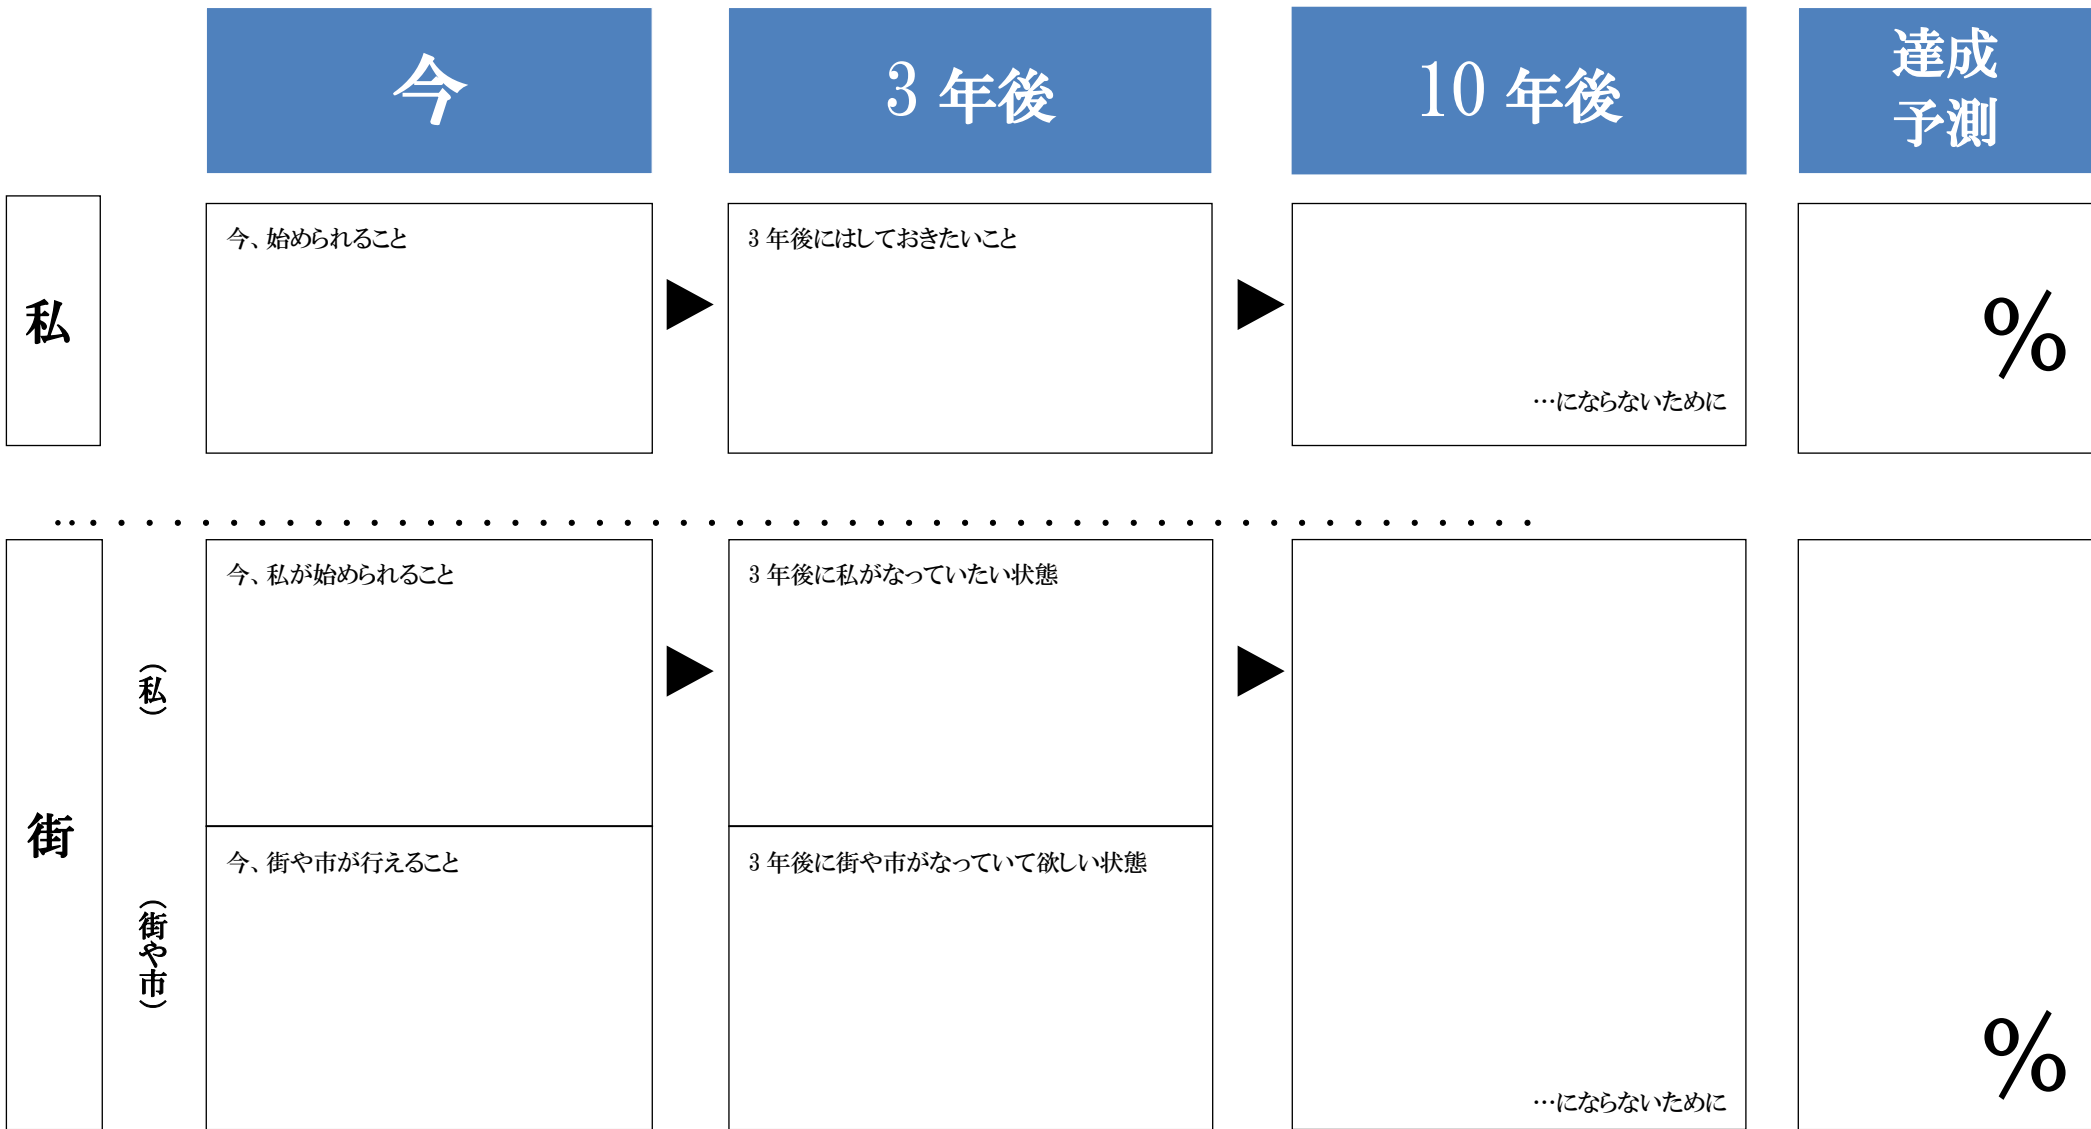 今
3 年後
10 年後
達成
予測
私
今、始められること
3 年後にはしておきたいこと
…にならないために
%
街
（私）
今、私が始められること
3 年後に私がなっていたい状態
（街や市）
今、街や市が行えること
3 年後に街や市がなっていて欲しい状態
…にならないために
%